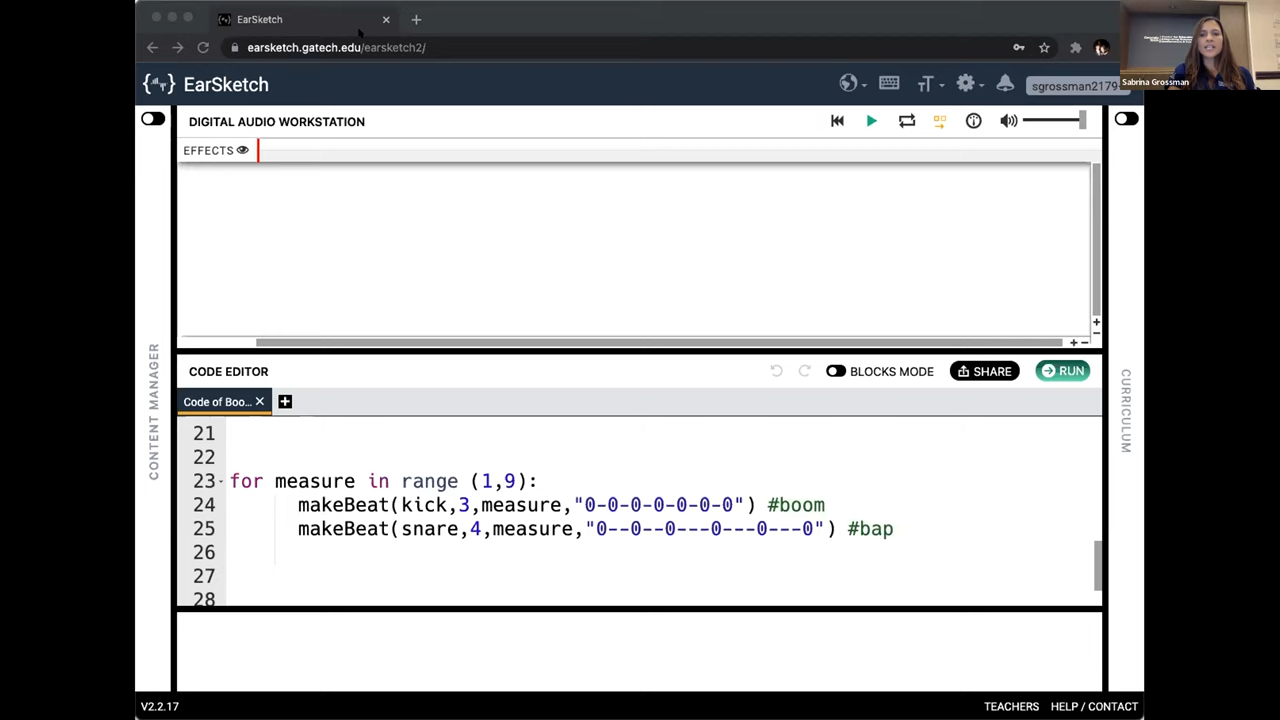 EarSketch
earsketch.gatech.edu/earsketch2/
Sabrina Grossman
EarSketch
sgrossman2179
DIGITAL AUDIO WORKSTATION
EFFECTS
CONTENT MANAGER
CURRICULUM
CODE EDITOR
BLOCKS MODE
SHARE
RUN
Code of Boo...
21
22
23 for measure in range (1,9):
24 makeBeat(kick,3,measure,"0-0-0-0-0-0-0") #boom
25 makeBeat(snare,4,measure,"0--0--0---0---0---0") #bap
26
27
28
V2.2.17
TEACHERS
HELP / CONTACT